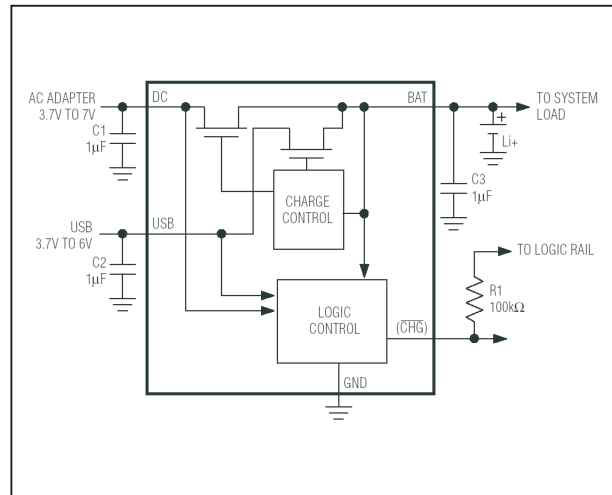 AC ADAPTER
3.7V TO 7V
C1
1μF
DC
BAT
TO SYSTEM
LOAD
+
Li+
C3
1μF
CHARGE
CONTROL
USB
3.7V TO 6V
USB
C2
1μF
TO LOGIC RAIL
R1
100kΩ
LOGIC
CONTROL
(C̅H̅G̅)
GND